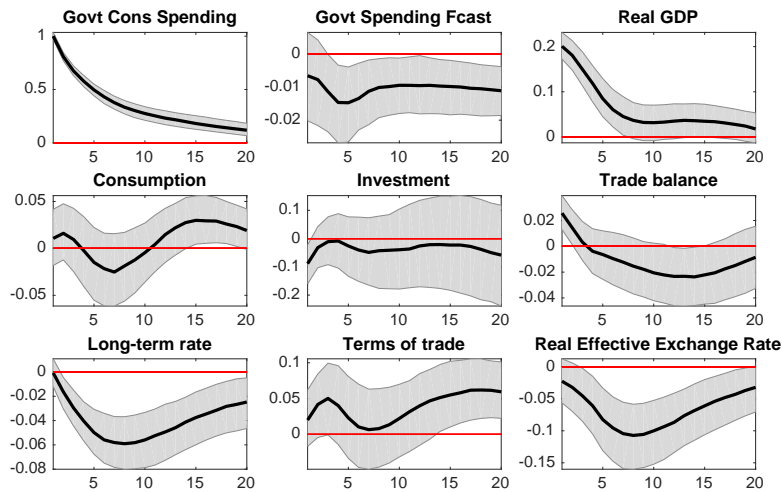 Govt Cons Spending
Govt Spending Fcast
Real GDP
1
0.5
0
5 10 15 20
0
-0.01
-0.02
5 10 15 20
0.2
0.1
0
5 10 15 20
Consumption
Investment
Trade balance
0.05
0
-0.05
5 10 15 20
0.1
0
-0.1
-0.2
5 10 15 20
0.02
0
-0.02
-0.04
5 10 15 20
Long-term rate
Terms of trade
Real Effective Exchange Rate
0
-0.02
-0.04
-0.06
-0.08
5 10 15 20
0.1
0.05
0
5 10 15 20
0
-0.05
-0.1
-0.15
5 10 15 20